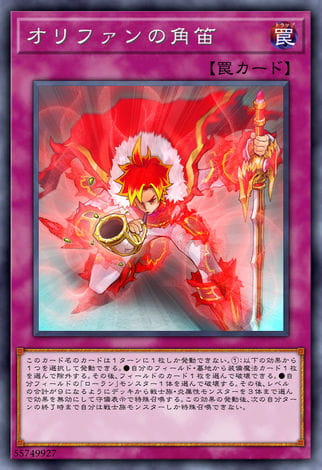 オリファンの角笛
トラップ
罠
【罠カード】
このカード名のカードは1ターンに1枚しか発動できない。①：以下の効果から
1つを選択して発動できる。●自分のフィールド・墓地から装備魔法カード1枚
を選んで除外する。その後、フィールドのカード1枚を選んで破壊できる。●自
分フィールドの「ローラン」モンスター1体を選んで破壊する。その後、レベル
の合計が9になるようにデッキから戦士族・炎属性モンスターを3体まで選ん
で効果を無効にして守備表示で特殊召喚する。この効果の発動後、次の自分ター
ンの終了時まで自分は戦士族モンスターしか特殊召喚できない。
55749927